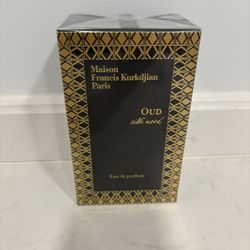 Maison
Francis Kurkdjian
Paris
OUD
silk mood
Eau de parfum